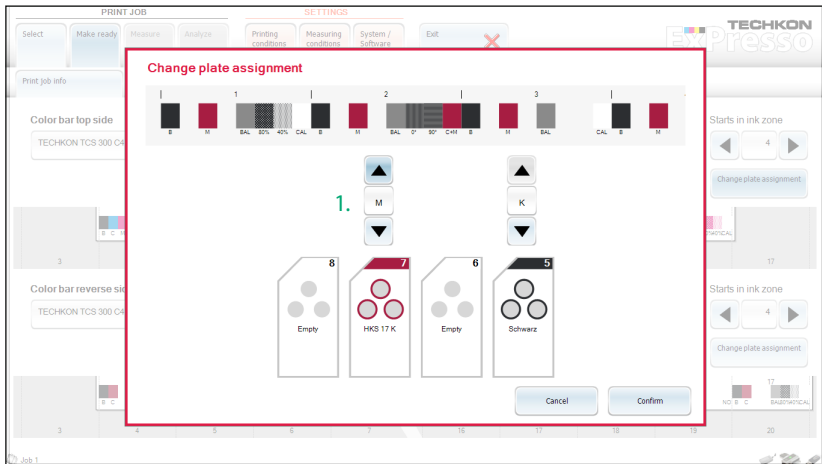 PRINT JOB
SETTINGS
Select
Make ready
Measure
Analyze
Printing
conditions
Measuring
conditions
System /
Software
Exit
TECHKON
ExPresso
Print job info
Change plate assignment
1
2
3
B M BAL 80% 40% CAL B M BAL 0° 90° C+M B M BAL CAL B M
Color bar top side
TECHKON TCS 300 C4
Starts in ink zone
4
Change plate assignment
1.
M
K
B C M
3
17
8
7
6
5
Empty
HKS 17 K
Empty
Schwarz
Color bar reverse sid
TECHKON TCS 300 C4
Starts in ink zone
4
Change plate assignment
Cancel
Confirm
B C
17
3
4
5
6
7
16
17
18
19
20
Job 1